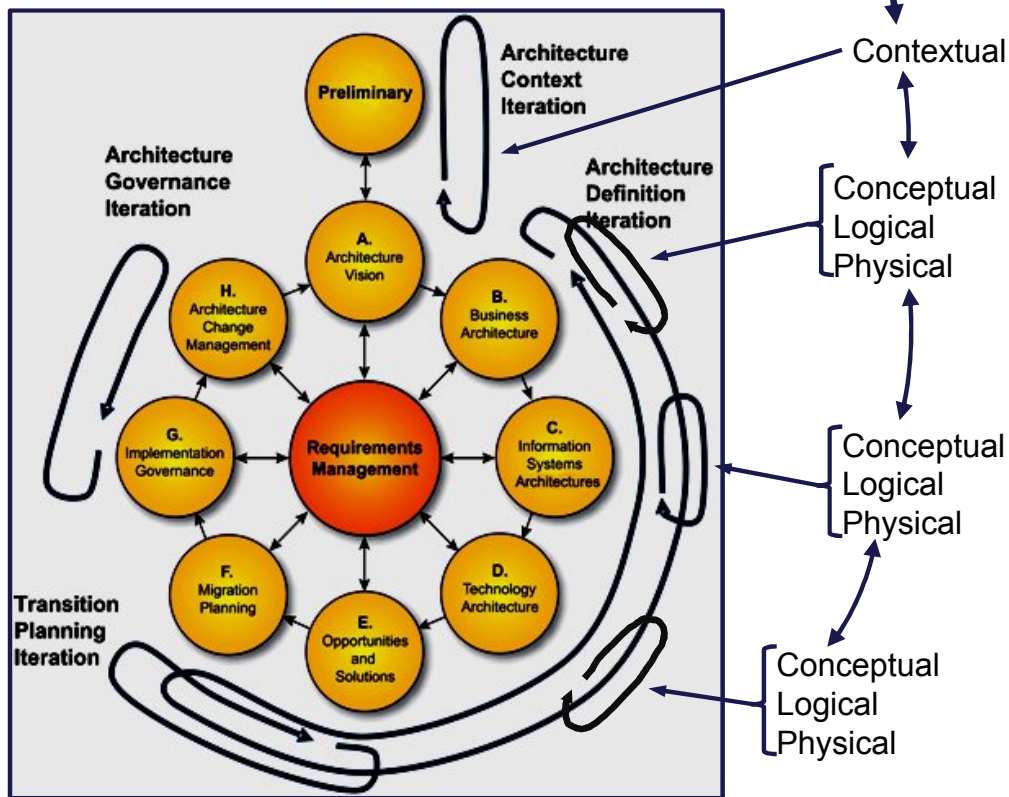 Architecture
Context
Iteration
Contextual
Preliminary
Architecture
Governance
Iteration
Architecture
Definition
Iteration
Conceptual
Logical
Physical
A.
Architecture
Vision
H.
Architecture
Change
Management
B.
Business
Architecture
G.
Implementation
Governance
Requirements
Management
C.
Information
Systems
Architectures
Conceptual
Logical
Physical
F.
Migration
Planning
D.
Technology
Architecture
Transition
Planning
Iteration
E.
Opportunities
and
Solutions
Conceptual
Logical
Physical